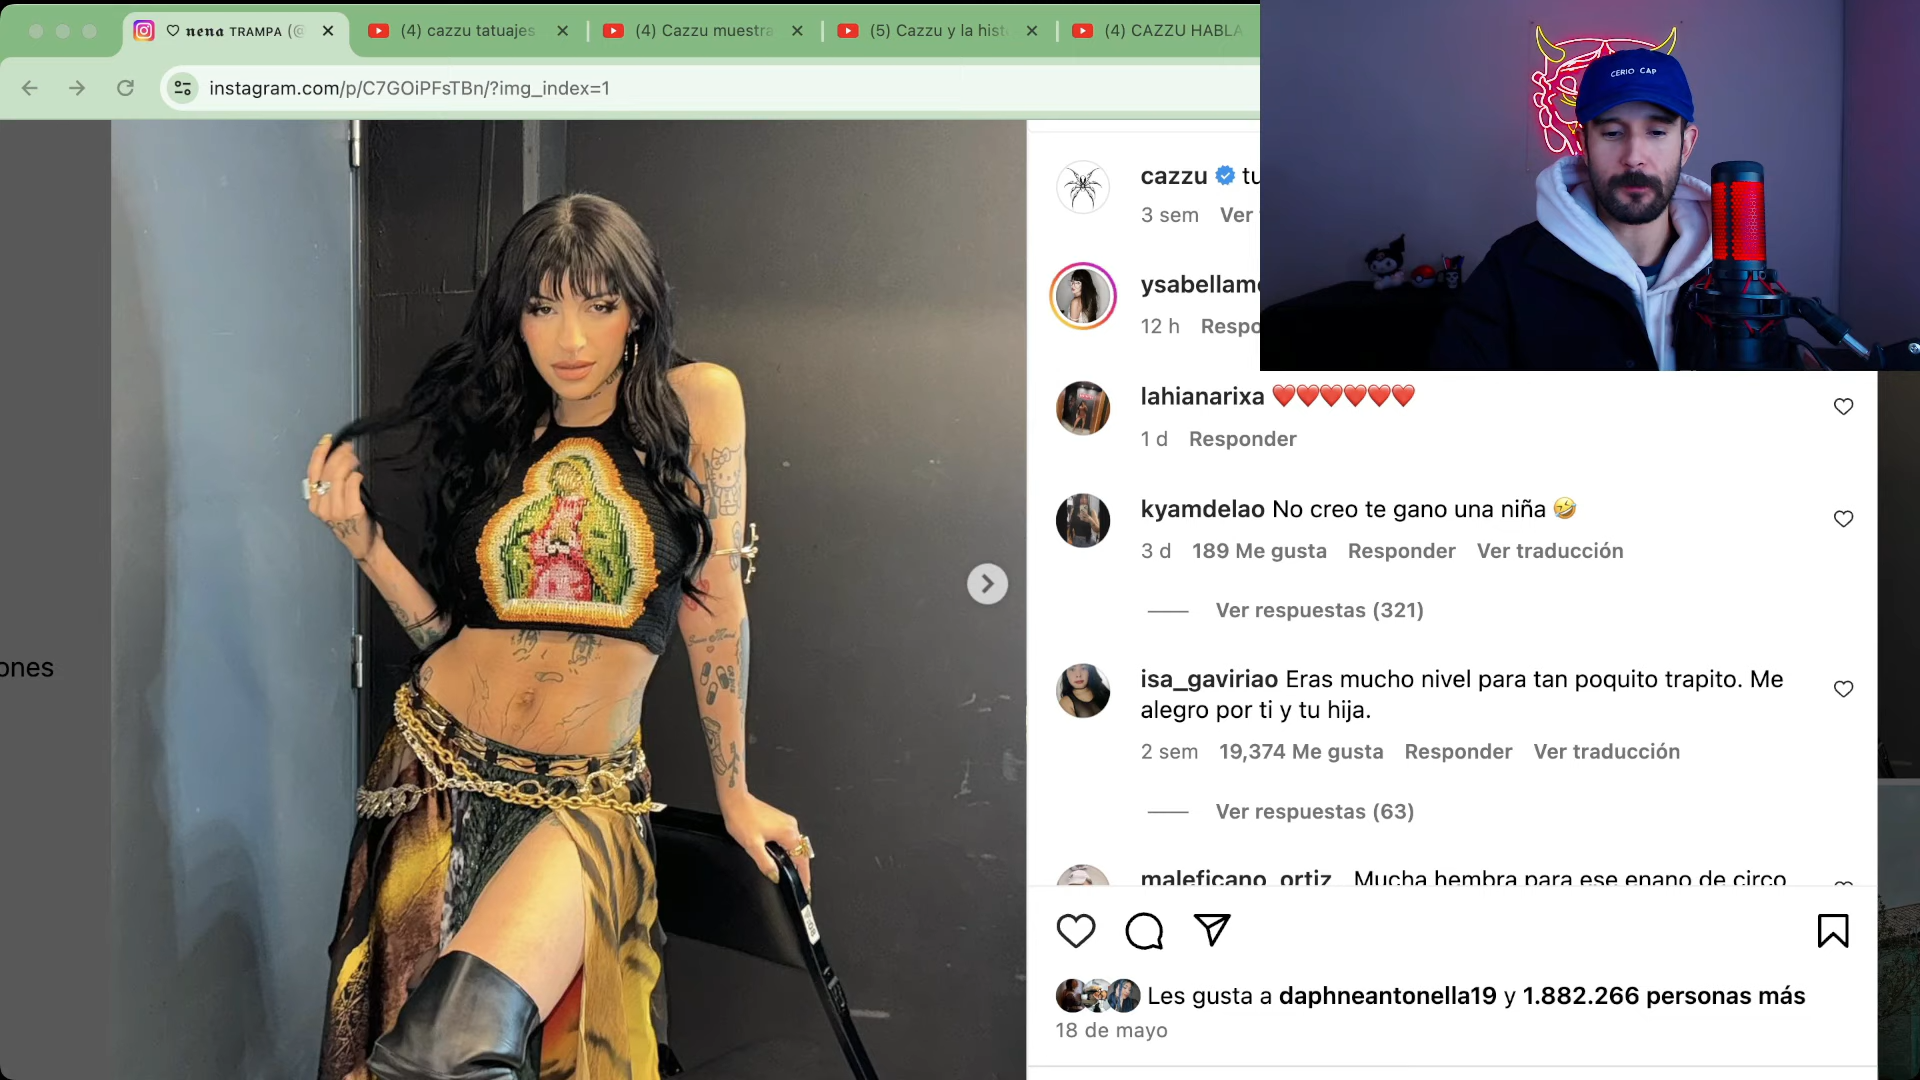 ♡ nena TRAMPA (@
(4) cazzu tatuajes
(4) Cazzu muestra
(5) Cazzu y la hist
(4) CAZZU HABLA
instagram.com/p/C7GOiPFsTBn/?img_index=1
CERIO CAP
cazzu tu
3 sem Ver
ysabellam
12 h Respo
lahianarixa ❤️❤️❤️❤️❤️❤️
1 d Responder
kyamdelao No creo te gano una niña 🤣
3 d 189 Me gusta Responder Ver traducción
Ver respuestas (321)
isa_gaviriao Eras mucho nivel para tan poquito trapito. Me
alegro por ti y tu hija.
2 sem 19,374 Me gusta Responder Ver traducción
Ver respuestas (63)
maleficano_ortiz_ Mucha hembra para ese enano de circo
ones
Les gusta a daphneantonella19 y 1.882.266 personas más
18 de mayo